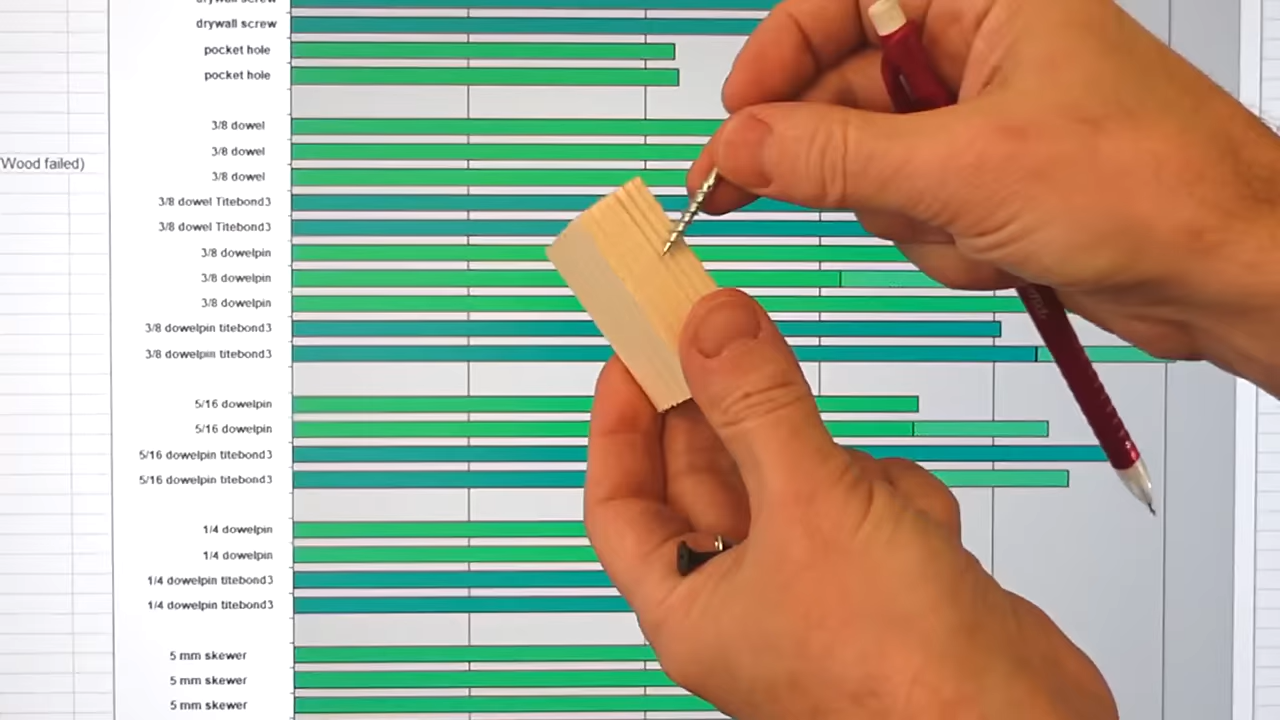 drywall screw
drywall screw
pocket hole
pocket hole
3/8 dowel
(Wood failed)
3/8 dowel
3/8 dowel
3/8 dowel Titebond3
3/8 dowel Titebond3
3/8 dowelpin
3/8 dowelpin
3/8 dowelpin
3/8 dowelpin titebond3
3/8 dowelpin titebond3
5/16 dowelpin
5/16 dowelpin
5/16 dowelpin titebond3
5/16 dowelpin titebond3
1/4 dowelpin
1/4 dowelpin
1/4 dowelpin titebond3
1/4 dowelpin titebond3
5 mm skewer
5 mm skewer
5 mm skewer